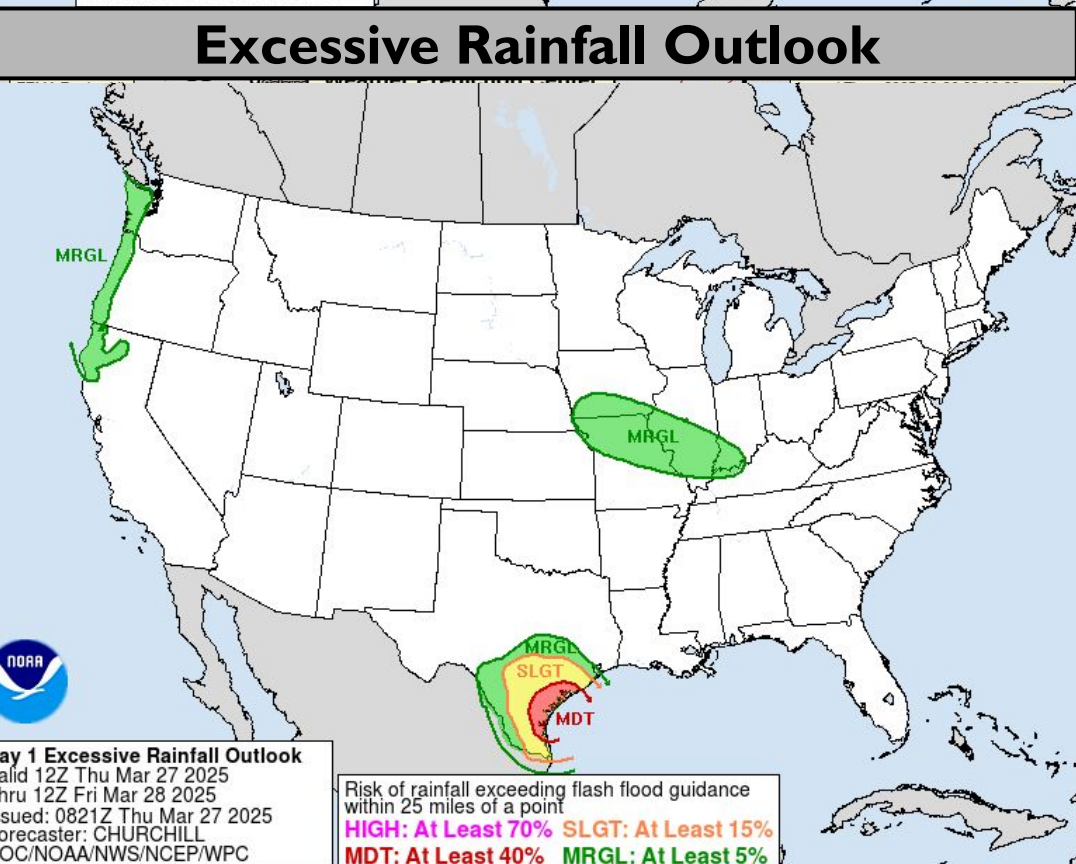 Excessive Rainfall Outlook
MRGL
MRGL
MRGL
SLGT
MDT
NOAA
ay 1 Excessive Rainfall Outlook
alid 12Z Thu Mar 27 2025
hru 12Z Fri Mar 28 2025
ssued: 0821Z Thu Mar 27 2025
orecaster: CHURCHILL
OC/NOAA/NWS/NCEP/WPC
Risk of rainfall exceeding flash flood guidance
within 25 miles of a point
HIGH: At Least 70% SLGT: At Least 15%
MDT: At Least 40% MRGL: At Least 5%